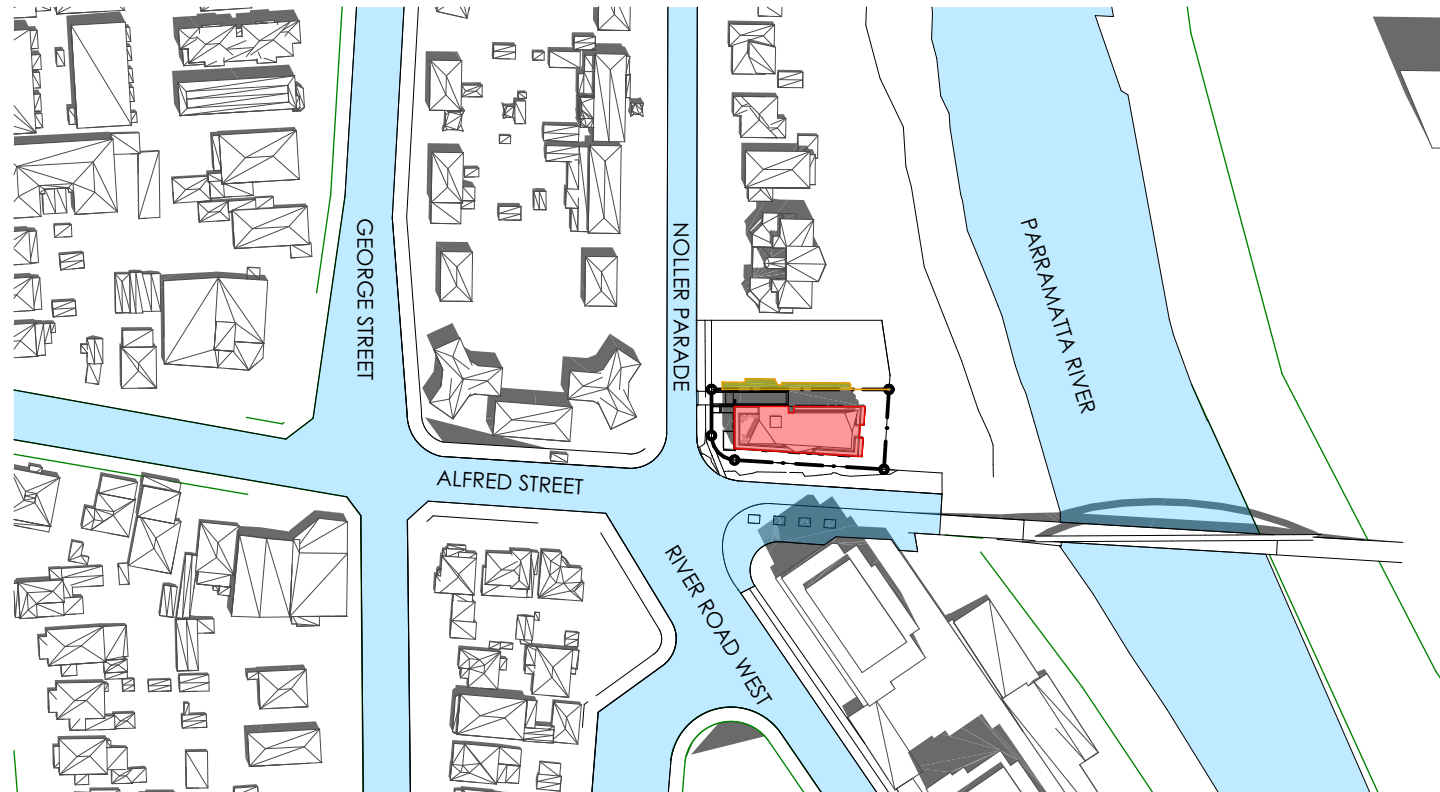 GEORGE STREET
NOLLER PARADE
PARRAMATTA RIVER
ALFRED STREET
RIVER ROAD WEST